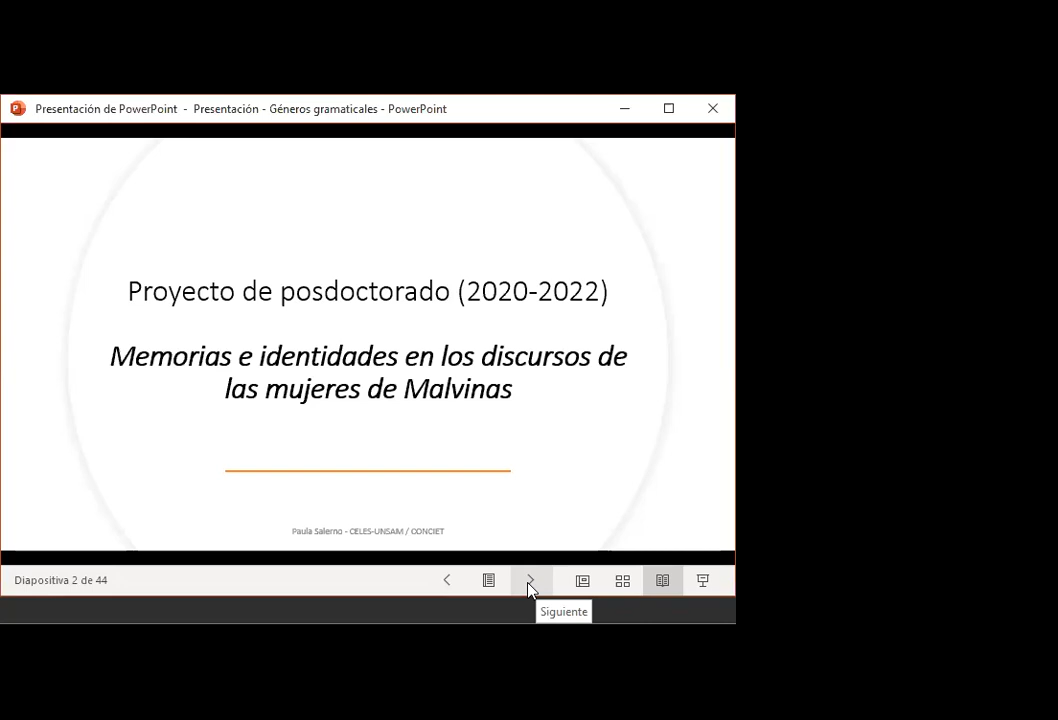 Presentación de PowerPoint - Presentación - Géneros gramaticales - PowerPoint
Proyecto de posdoctorado (2020-2022)
Memorias e identidades en los discursos de
las mujeres de Malvinas
Paula Salerno - CELES-UNSAM / CONCIET
Diapositiva 2 de 44
Siguiente